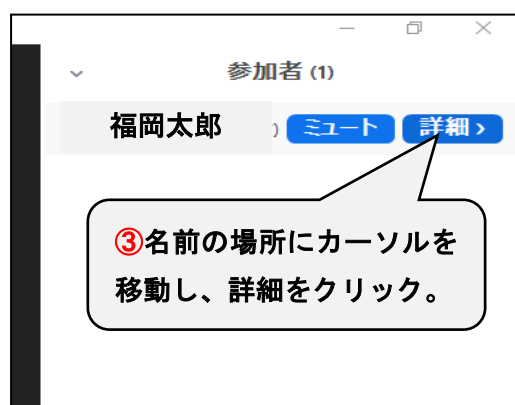 参加者 (1)
福岡太郎 ) ミュート 詳細 >
③名前の場所にカーソルを
移動し、詳細をクリック。